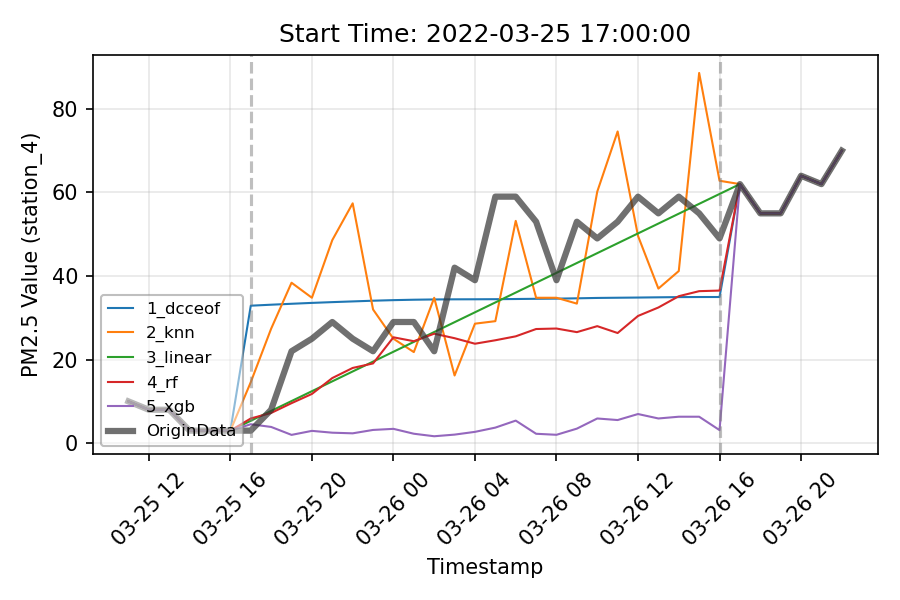 Start Time: 2022-03-25 17:00:00
PM2.5 Value (station_4)
80
60
40
20
0
1_dcceof
2_knn
3_linear
4_rf
5_xgb
OriginData
03-25 12
03-25 16
03-25 20
03-26 00
03-26 04
03-26 08
03-26 12
03-26 16
03-26 20
Timestamp